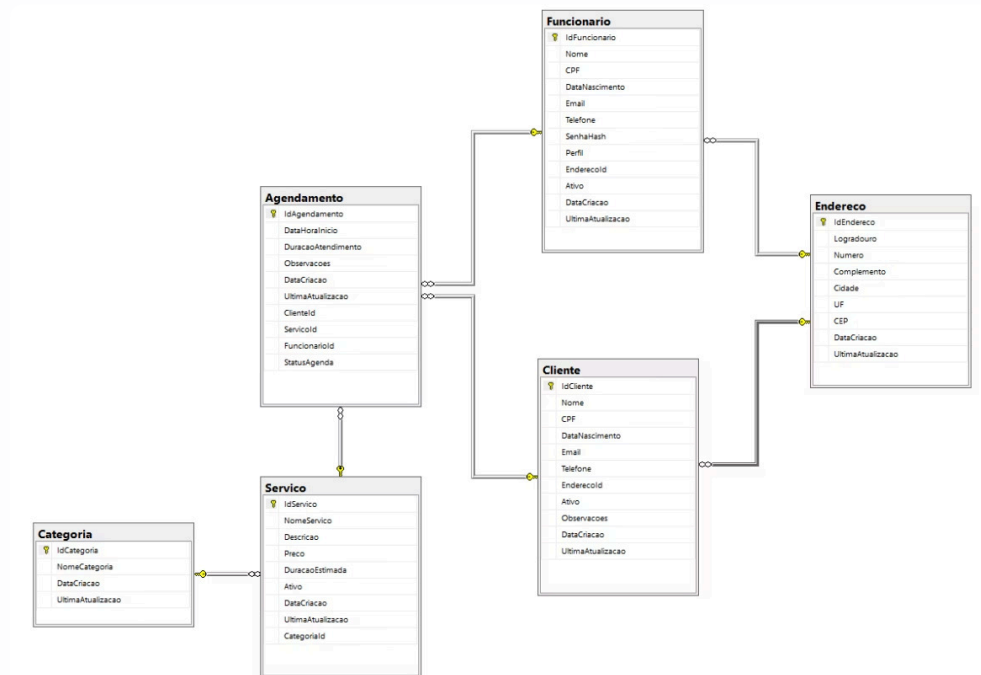 Funcionario
IdFuncionario
Nome
CPF
DataNascimento
Email
Telefone
SenhaHash
Perfil
EnderecoId
Ativo
DataCriacao
UltimaAtualizacao
Agendamento
IdAgendamento
DataHoraInicio
DuracaoAtendimento
Observacoes
DataCriacao
UltimaAtualizacao
ClienteId
ServicoId
FuncionarioId
StatusAgenda
Endereco
IdEndereco
Logradouro
Numero
Complemento
Cidade
UF
CEP
DataCriacao
UltimaAtualizacao
Cliente
IdCliente
Nome
CPF
DataNascimento
Email
Telefone
EnderecoId
Ativo
Observacoes
DataCriacao
UltimaAtualizacao
Servico
IdServico
NomeServico
Descricao
Preco
DuracaoEstimada
Ativo
DataCriacao
UltimaAtualizacao
CategoriaId
Categoria
IdCategoria
NomeCategoria
DataCriacao
UltimaAtualizacao